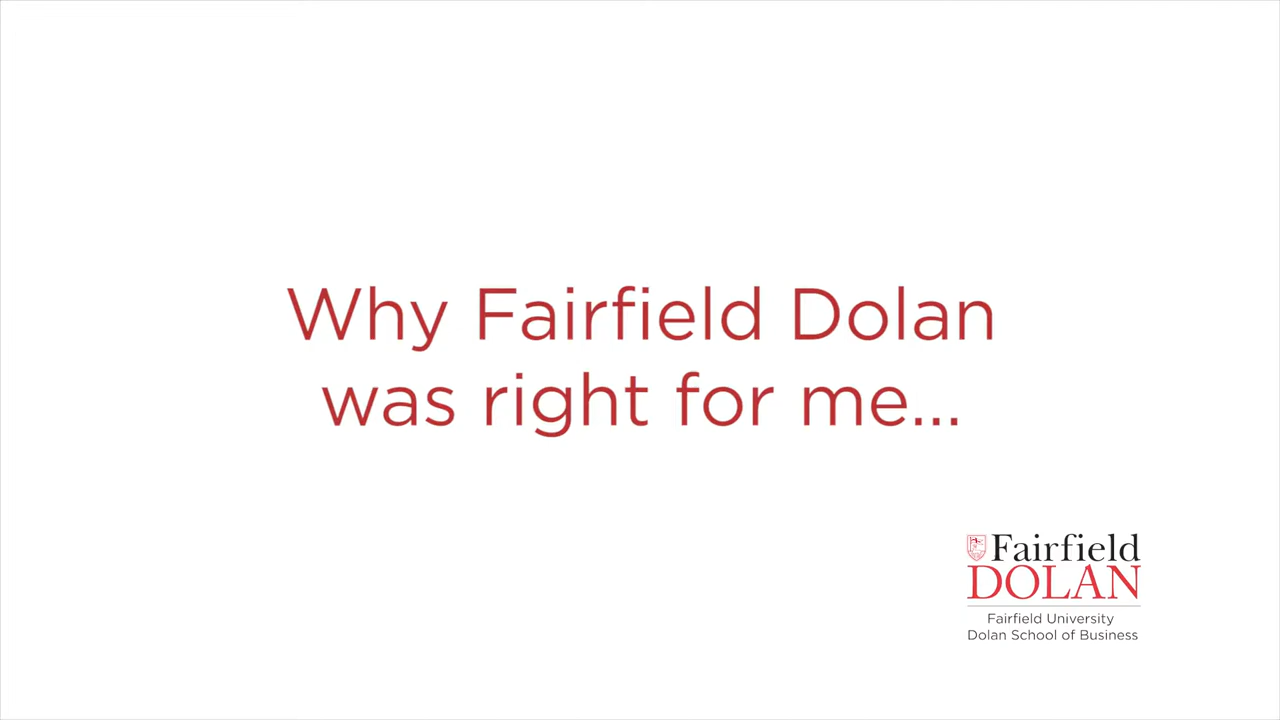 Why Fairfield Dolan
was right for me...
Fairfield
DOLAN
Fairfield University
Dolan School of Business